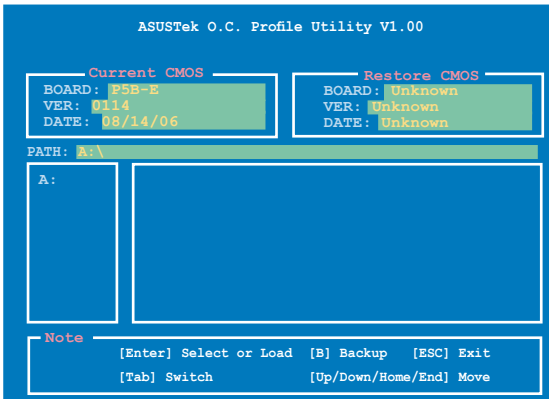 ASUSTek O.C. Profile Utility V1.00
Current CMOS
BOARD: P5B-E
VER: 0114
DATE: 08/14/06
Restore CMOS
BOARD: Unknown
VER: Unknown
DATE: Unknown
PATH: A:\
A:
Note
[Enter] Select or Load [B] Backup [ESC] Exit
[Tab] Switch [Up/Down/Home/End] Move